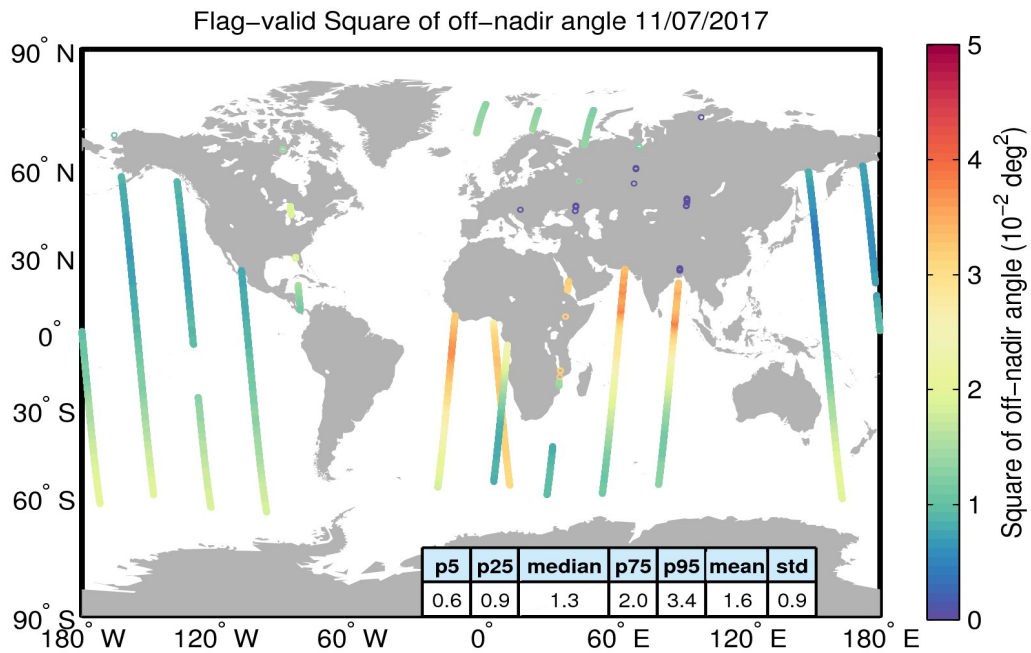 Flag−valid Square of off−nadir angle 11/07/2017
90° N
60° N
30° N
0°
30° S
60° S
90° S
180° W
120° W
60° W
0°
60° E
120° E
180° E
p5 p25 median p75 p95 mean std
0.6 0.9 1.3 2.0 3.4 1.6 0.9
5
4
3
2
1
0
Square of off−nadir angle (10⁻² deg²)